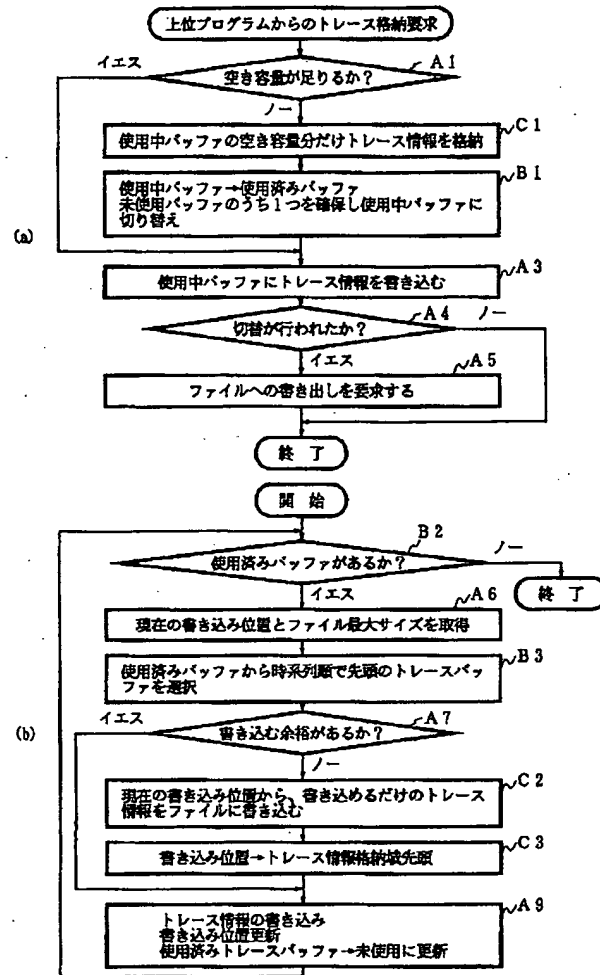 上位プログラムからのトレース格納要求
イエス
A1
空き容量が足りるか？
ノー
C1
使用中バッファの空き容量分だけトレース情報を格納
B1
使用中バッファ→使用済みバッファ
未使用バッファのうち1つを確保し使用中バッファに
切り替え
(a)
A3
使用中バッファにトレース情報を書き込む
A4
ノー
切替が行われたか？
イエス
A5
ファイルへの書き出しを要求する
終了
開始
B2
使用済みバッファがあるか？
ノー
イエス
終了
A6
現在の書き込み位置とファイル最大サイズを取得
B3
使用済みバッファから時系列順で先頭のトレースバッ
ファを選択
(b)
イエス
A7
書き込む余裕があるか？
ノー
C2
現在の書き込み位置から、書き込めるだけのトレース
情報をファイルに書き込む
C3
書き込み位置→トレース情報格納域先頭
A9
トレース情報の書き込み
書き込み位置更新
使用済みトレースバッファ→未使用に更新